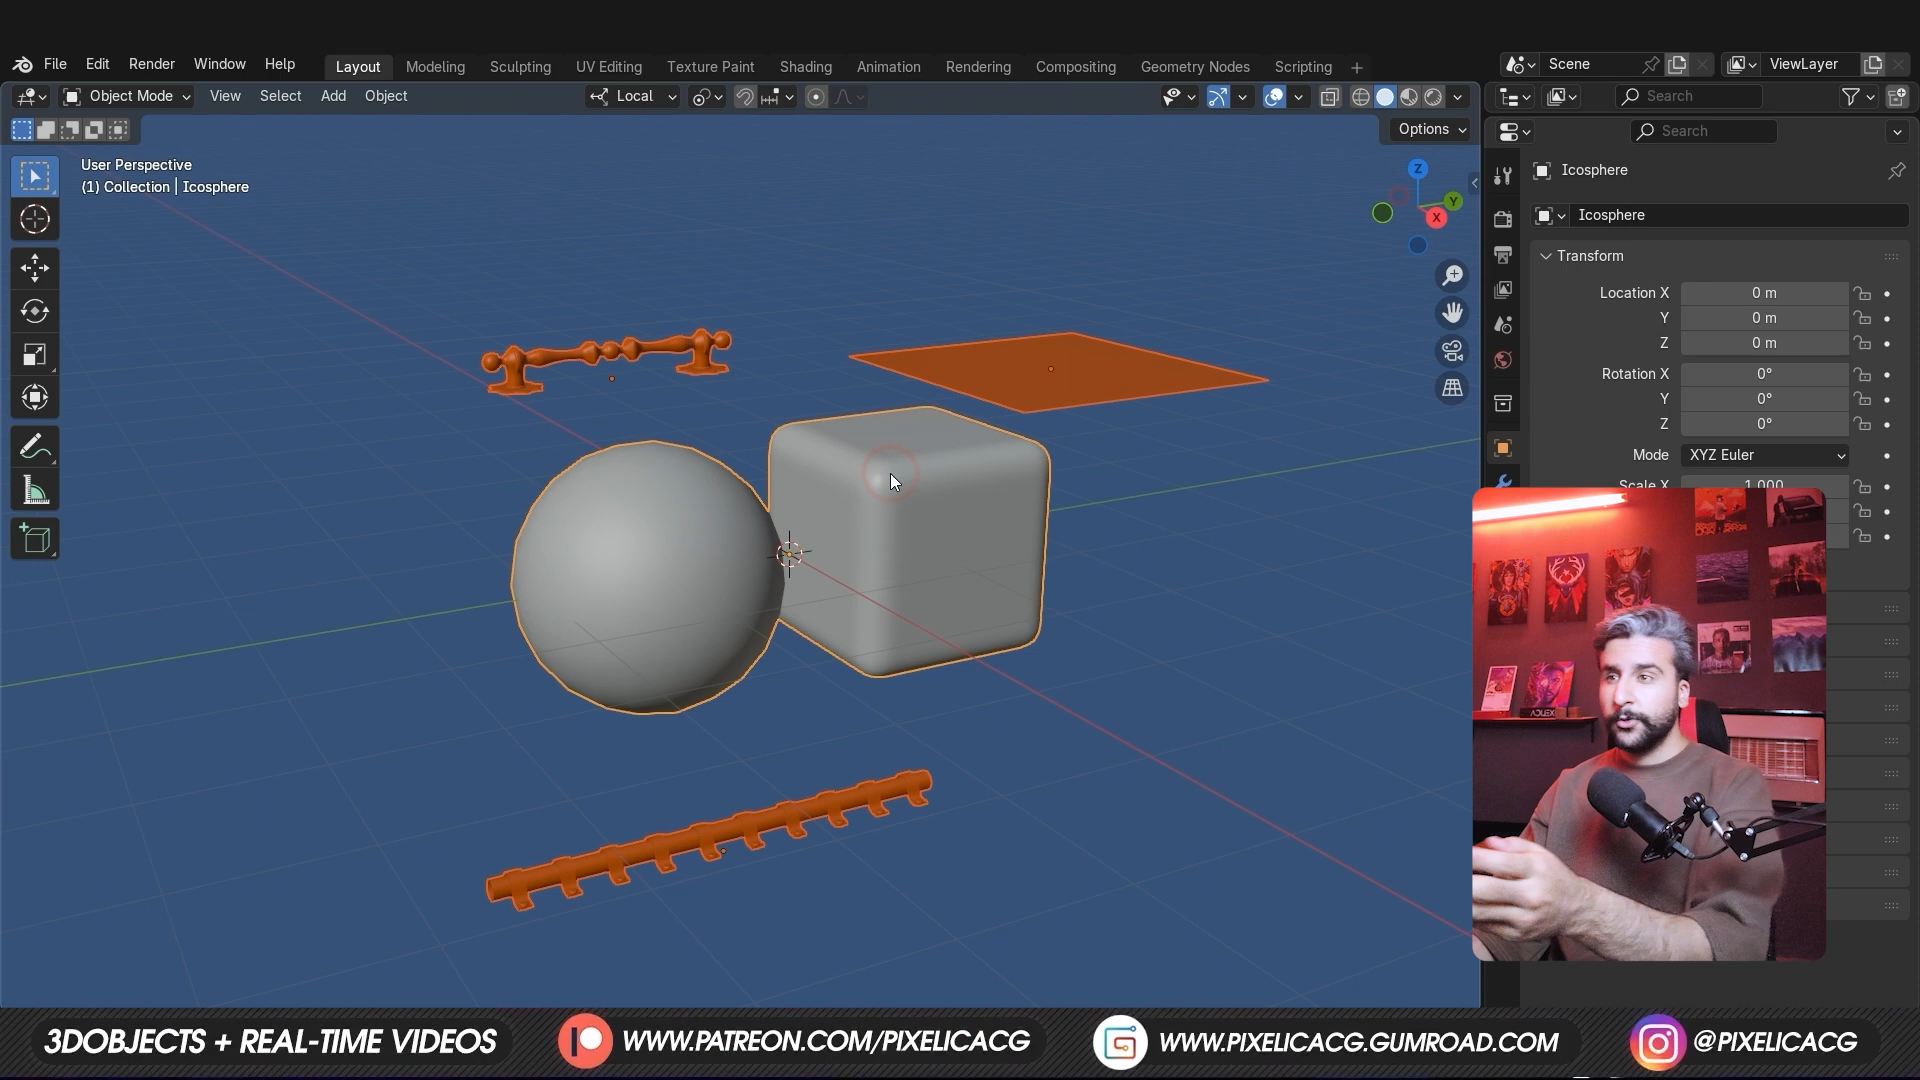 File Edit Render Window Help Layout Modeling Sculpting UV Editing Texture Paint Shading Animation Rendering Compositing Geometry Nodes Scripting + Scene ViewLayer
Object Mode View Select Add Object Local Search
Options Search
User Perspective
(1) Collection | Icosphere
Z
Y
X
Icosphere
Icosphere
Transform
Location X 0 m
Y 0 m
Z 0 m
Rotation X 0°
Y 0°
Z 0°
Mode XYZ Euler
Scale X 1.000
3DOBJECTS + REAL-TIME VIDEOS WWW.PATREON.COM/PIXELICACG WWW.PIXELICACG.GUMROAD.COM @PIXELICACG